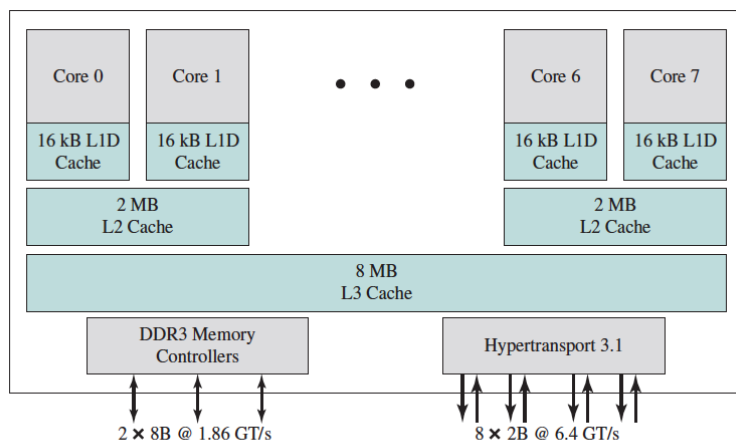 Core 0
Core 1
Core 6
Core 7
16 kB L1D
Cache
16 kB L1D
Cache
16 kB L1D
Cache
16 kB L1D
Cache
2 MB
L2 Cache
2 MB
L2 Cache
8 MB
L3 Cache
DDR3 Memory
Controllers
Hypertransport 3.1
2 × 8B @ 1.86 GT/s
8 × 2B @ 6.4 GT/s